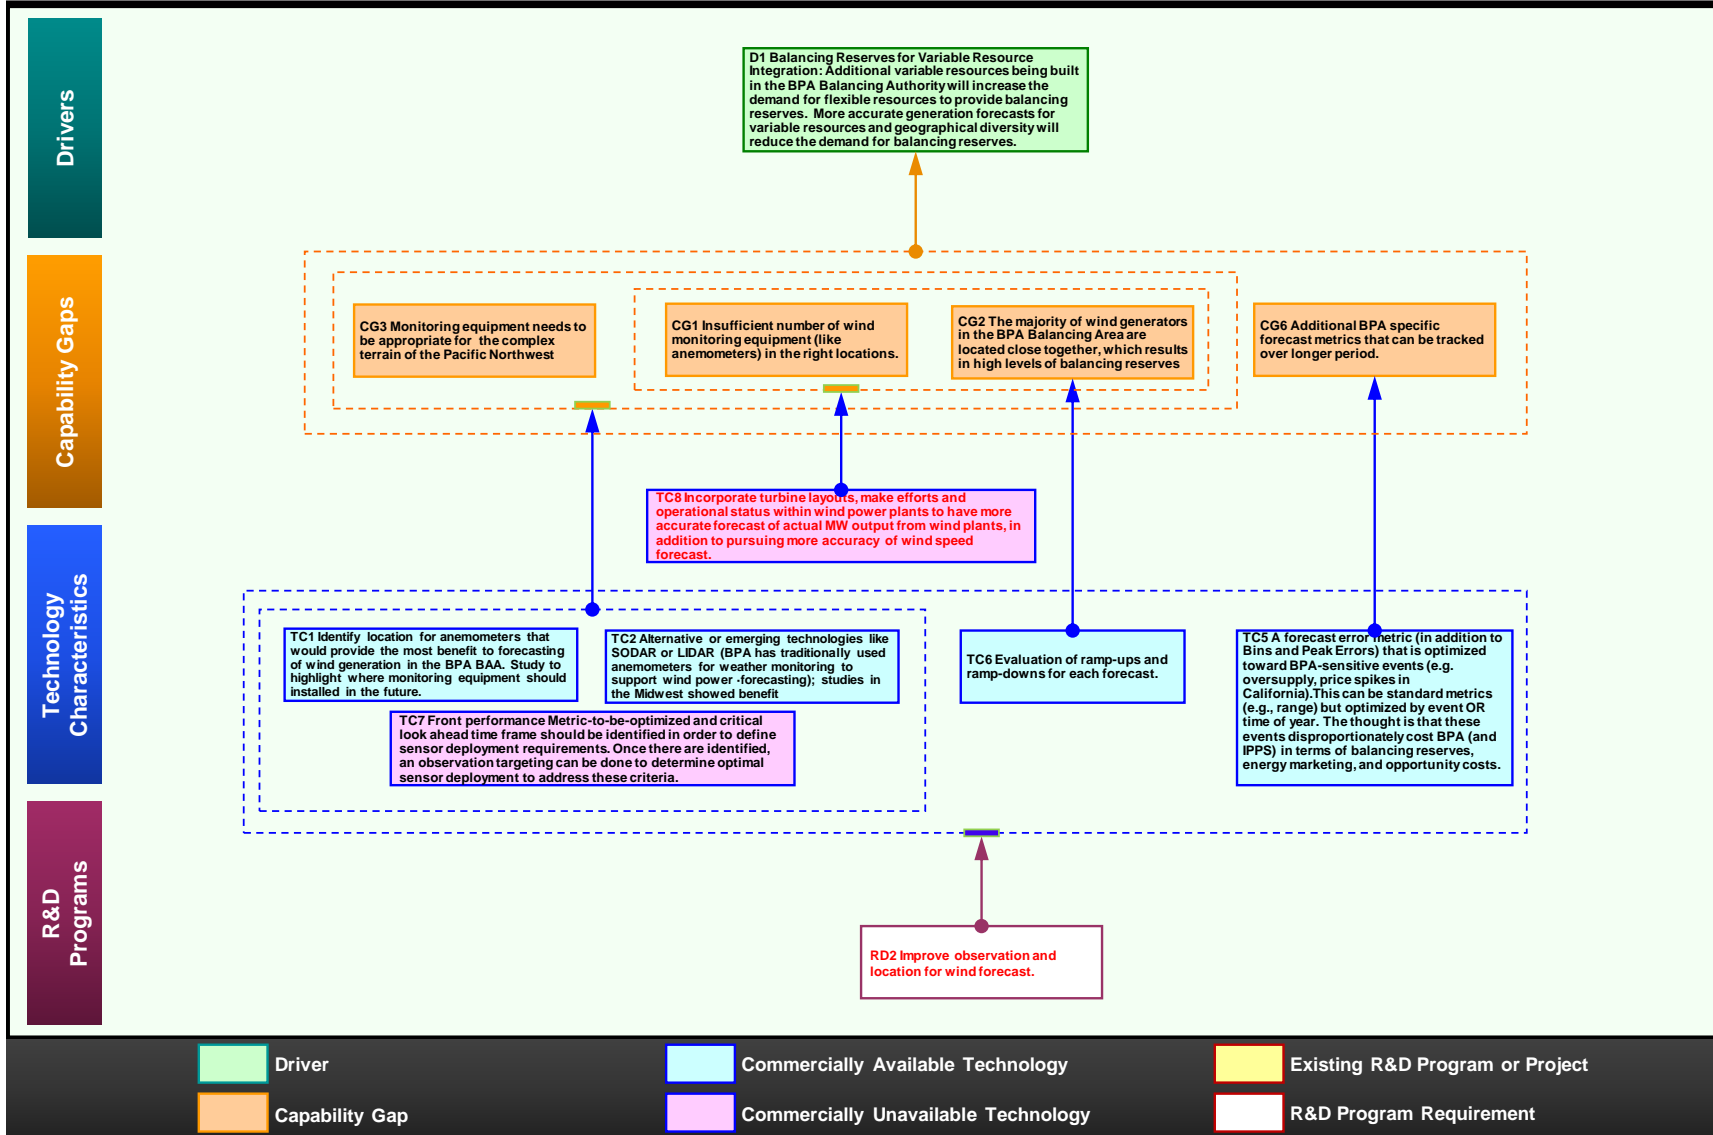 Drivers
D1 Balancing Reserves for Variable Resource
Integration: Additional variable resources being built
in the BPA Balancing Authority will increase the
demand for flexible resources to provide balancing
reserves. More accurate generation forecasts for
variable resources and geographical diversity will
reduce the demand for balancing reserves.
Capability Gaps
CG3 Monitoring equipment needs to
be appropriate for the complex
terrain of the Pacific Northwest
CG1 Insufficient number of wind
monitoring equipment (like
anemometers) in the right locations.
CG2 The majority of wind generators
in the BPA Balancing Area are
located close together, which results
in high levels of balancing reserves
CG6 Additional BPA specific
forecast metrics that can be tracked
over longer period.
TC8 Incorporate turbine layouts, make efforts and
operational status within wind power plants to have more
accurate forecast of actual MW output from wind plants, in
addition to pursuing more accuracy of wind speed
forecast.
Technology
Characteristics
TC1 Identify location for anemometers that
would provide the most benefit to forecasting
of wind generation in the BPA BAA. Study to
highlight where monitoring equipment should
installed in the future.
TC2 Alternative or emerging technologies like
SODAR or LIDAR (BPA has traditionally used
anemometers for weather monitoring to
support wind power -forecasting); studies in
the Midwest showed benefit
TC7 Front performance Metric-to-be-optimized and critical
look ahead time frame should be identified in order to define
sensor deployment requirements. Once there are identified,
an observation targeting can be done to determine optimal
sensor deployment to address these criteria.
TC6 Evaluation of ramp-ups and
ramp-downs for each forecast.
TC5 A forecast error metric (in addition to
Bins and Peak Errors) that is optimized
toward BPA-sensitive events (e.g.
oversupply, price spikes in
California).This can be standard metrics
(e.g., range) but optimized by event OR
time of year. The thought is that these
events disproportionately cost BPA (and
IPPS) in terms of balancing reserves,
energy marketing, and opportunity costs.
R&D
Programs
RD2 Improve observation and
location for wind forecast.
Driver
Commercially Available Technology
Existing R&D Program or Project
Capability Gap
Commercially Unavailable Technology
R&D Program Requirement